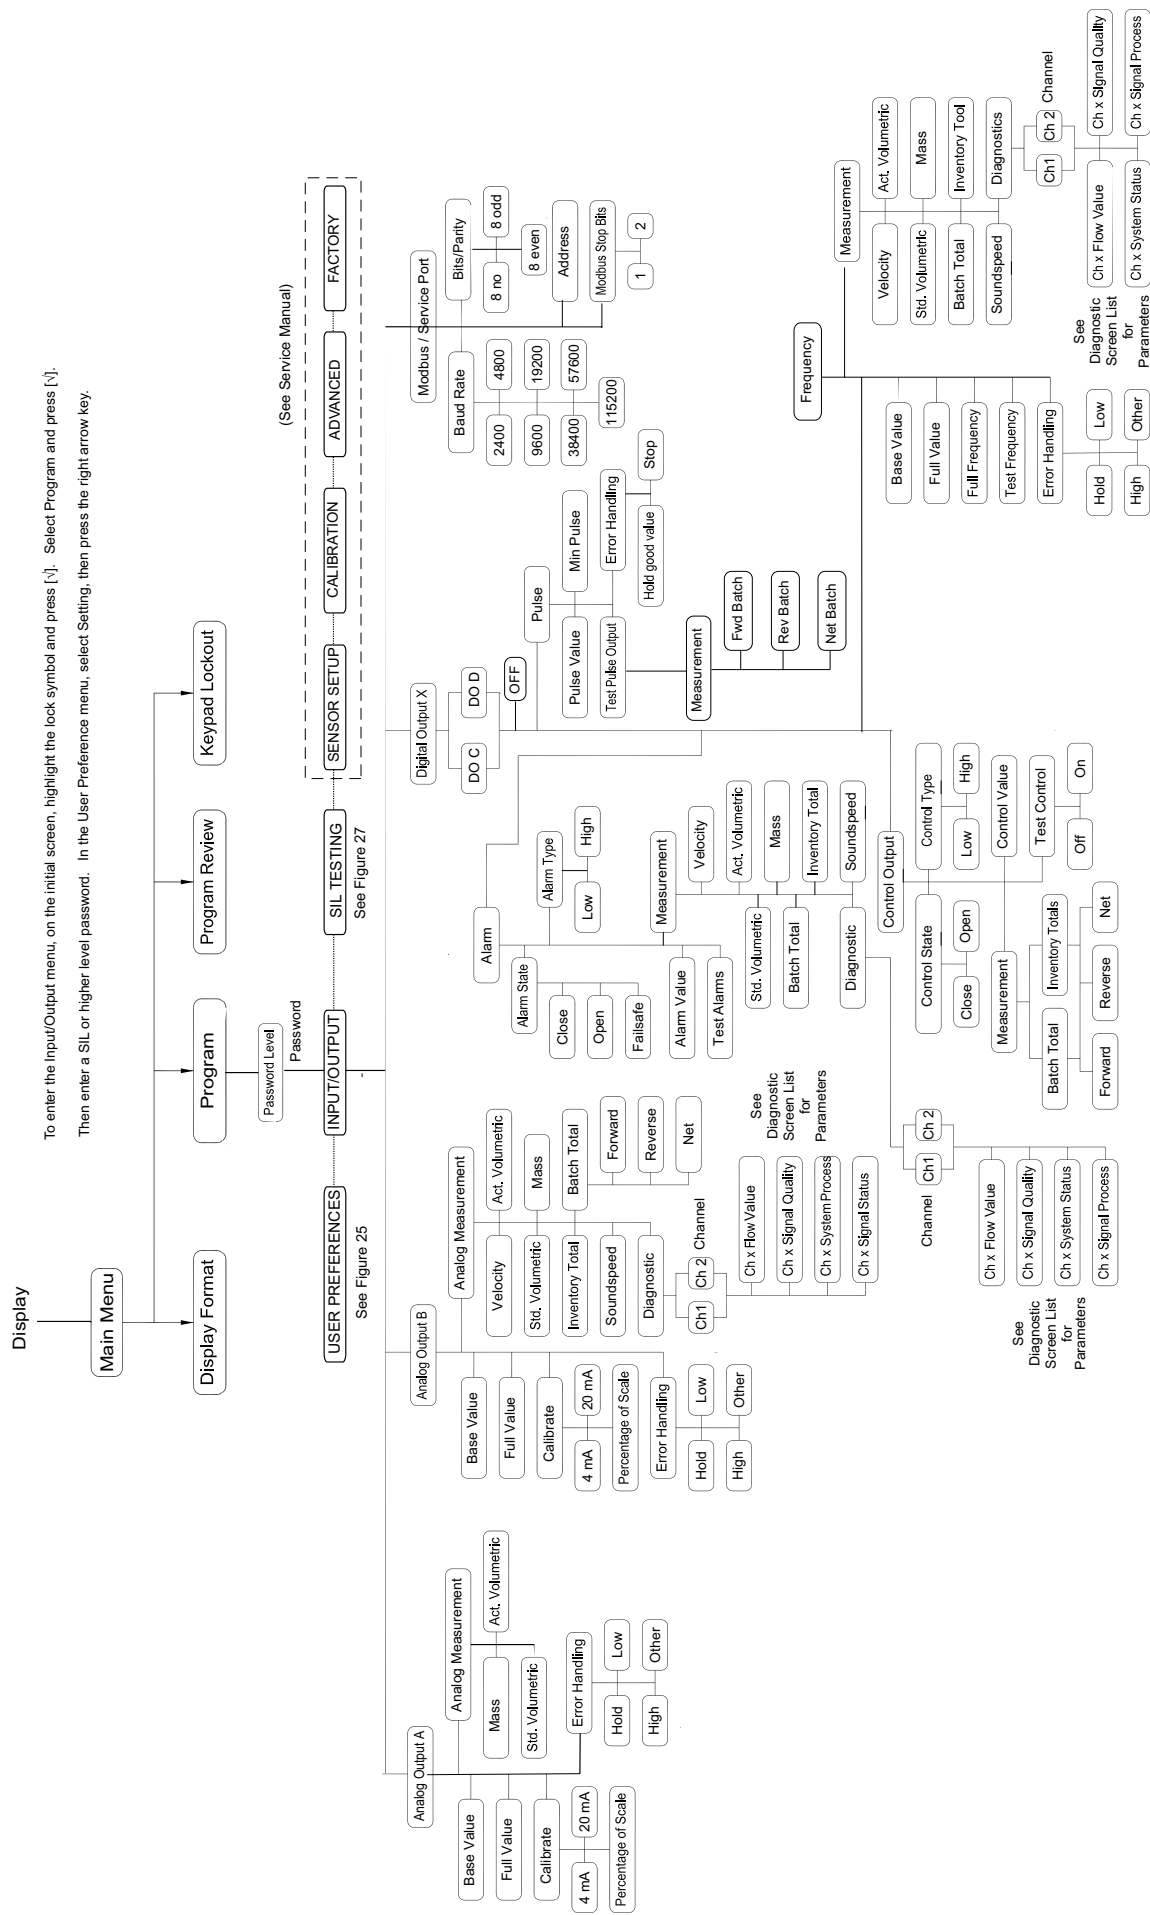 To enter the Input/Output menu, on the initial screen, highlight the lock symbol and press [√]. Select Program and press [√].
Then enter a SIL or higher level password. In the User Preference menu, select Setting, then press the right arrow key.
Display
Main Menu
Display Format
Program
Program Review
Keypad Lockout
Password Level
Password
(See Service Manual)
USER PREFERENCES
INPUT/OUTPUT
SIL TESTING
SENSOR SETUP
CALIBRATION
ADVANCED
FACTORY
See Figure 25
See Figure 27
Analog Output A
Base Value
Full Value
Calibrate
4 mA
20 mA
Percentage of Scale
Analog Measurement
Mass
Act. Volumetric
Std. Volumetric
Error Handling
Hold
Low
High
Other
Analog Output B
Base Value
Full Value
Calibrate
4 mA
20 mA
Percentage of Scale
Error Handling
Hold
Low
High
Other
Analog Measurement
Velocity
Act. Volumetric
Std. Volumetric
Mass
Inventory Total
Batch Total
Forward
Reverse
Net
Soundspeed
Diagnostic
Ch1
Ch 2
Channel
Ch x Flow Value
Ch x Signal Quality
Ch x System Process
Ch x Signal Status
See
Diagnostic
Screen List
for
Parameters
Digital Output X
DO C
DO D
OFF
Alarm
Alarm State
Close
Open
Failsafe
Alarm Type
Low
High
Alarm Value
Test Alarms
Measurement
Velocity
Act. Volumetric
Std. Volumetric
Mass
Batch Total
Inventory Total
Diagnostic
Soundspeed
Channel
Ch1
Ch 2
Ch x Flow Value
Ch x Signal Quality
Ch x System Status
Ch x Signal Process
See
Diagnostic
Screen List
for
Parameters
Pulse
Pulse Value
Min Pulse
Test Pulse Output
Error Handling
Hold good value
Stop
Measurement
Fwd Batch
Rev Batch
Net Batch
Control Output
Control State
Close
Open
Control Type
Low
High
Measurement
Control Value
Batch Total
Inventory Totals
Forward
Reverse
Net
Test Control
Off
On
Frequency
Base Value
Full Value
Full Frequency
Test Frequency
Error Handling
Hold
Low
High
Other
Measurement
Velocity
Act. Volumetric
Std. Volumetric
Mass
Batch Total
Inventory Tool
Soundspeed
Diagnostics
Ch1
Ch 2
Channel
Ch x Flow Value
Ch x Signal Quality
Ch x System Status
Ch x Signal Process
See
Diagnostic
Screen List
for
Parameters
Modbus / Service Port
Baud Rate
2400
4800
9600
19200
38400
57600
115200
Bits/Parity
8 no
8 odd
8 even
Address
Modbus Stop Bits
1
2